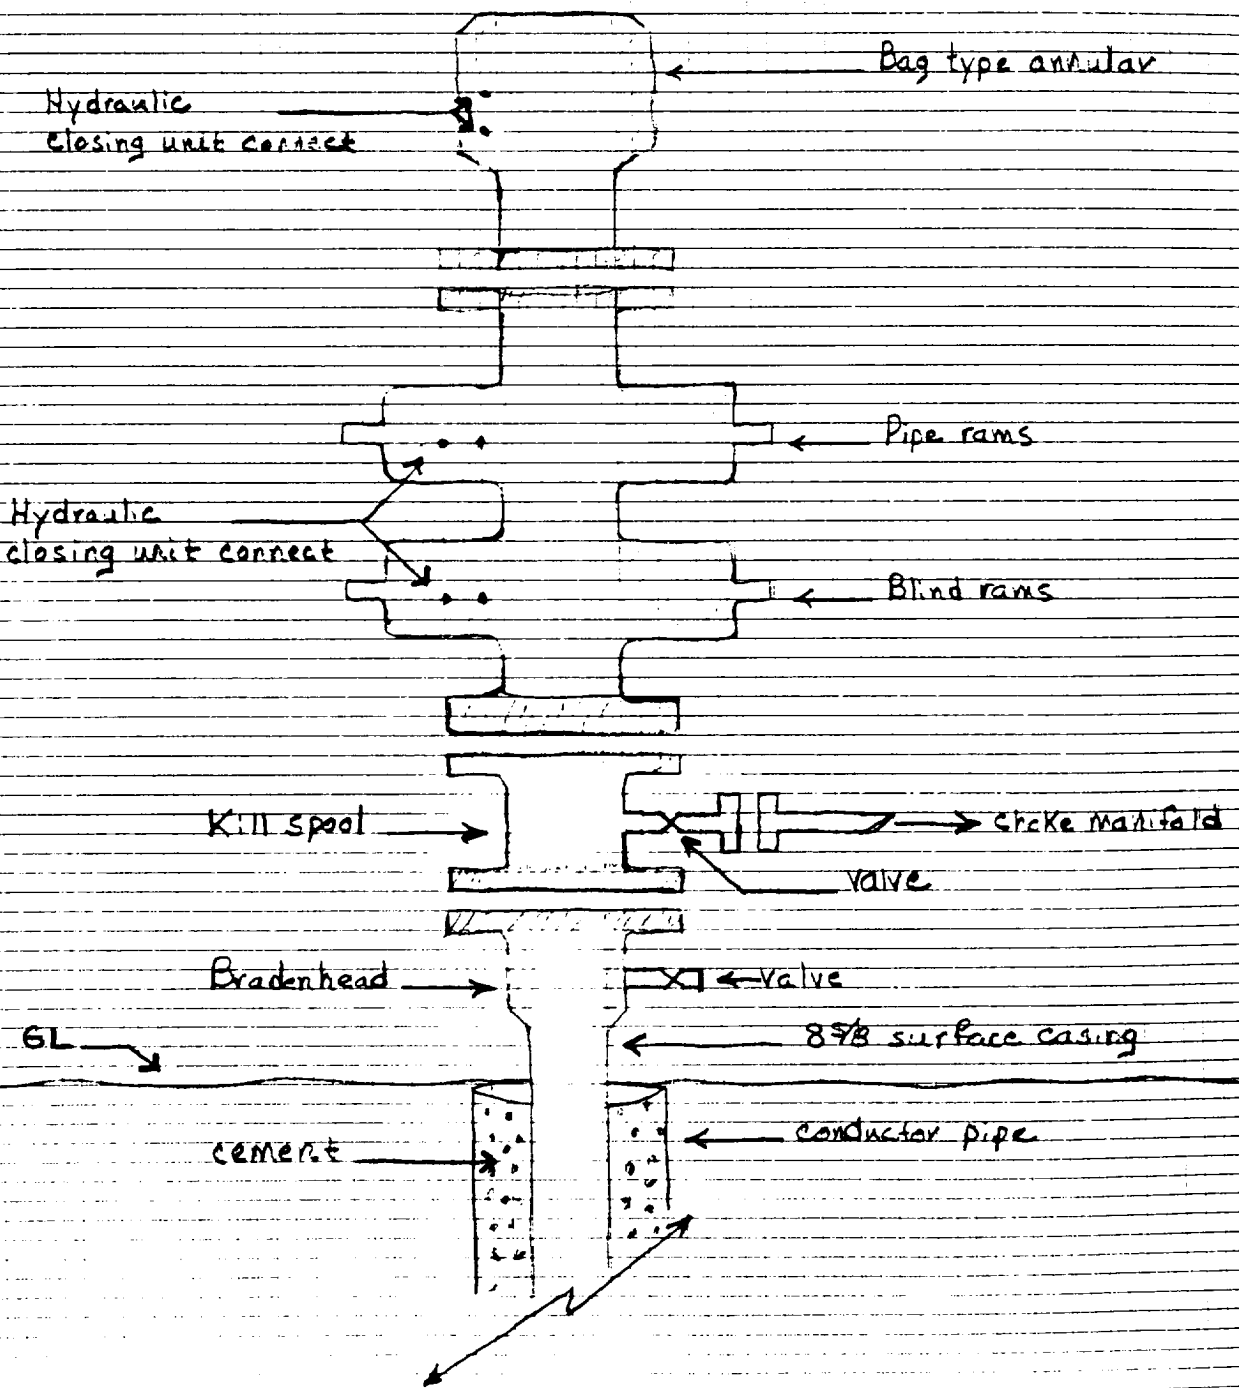 Bag type annular
Hydraulic
closing unit connect
Pipe rams
Hydraulic
closing unit connect
Blind rams
Kill spool
choke manifold
valve
Bradenhead
valve
GL
8 5/8 surface casing
cement
conductor pipe